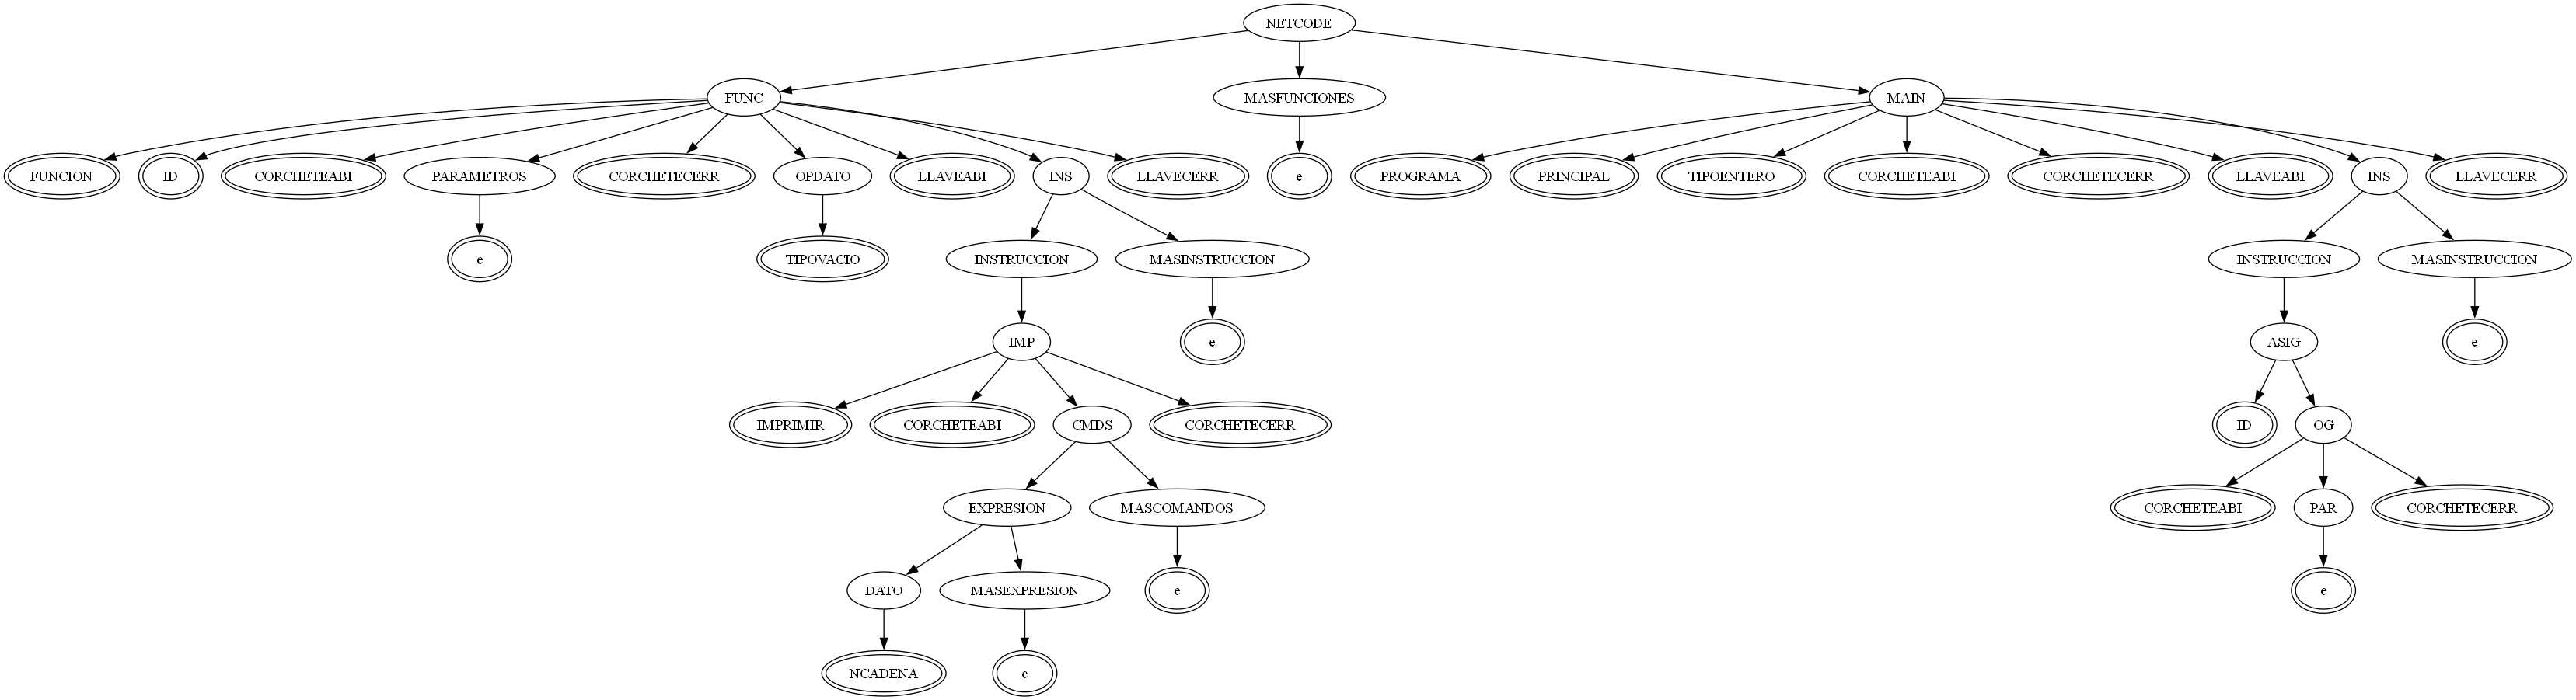 NETCODE
FUNC
MASFUNCIONES
MAIN
FUNCION
ID
CORCHETEABI
PARAMETROS
CORCHETECERR
OPDATO
LLAVEABI
INS
LLAVECERR
e
PROGRAMA
PRINCIPAL
TIPOENTERO
CORCHETEABI
CORCHETECERR
LLAVEABI
INS
LLAVECERR
e
TIPOVACIO
INSTRUCCION
MASINSTRUCCION
INSTRUCCION
MASINSTRUCCION
IMP
e
ASIG
e
IMPRIMIR
CORCHETEABI
CMDS
CORCHETECERR
ID
OG
EXPRESION
MASCOMANDOS
CORCHETEABI
PAR
CORCHETECERR
DATO
MASEXPRESION
e
e
NCADENA
e